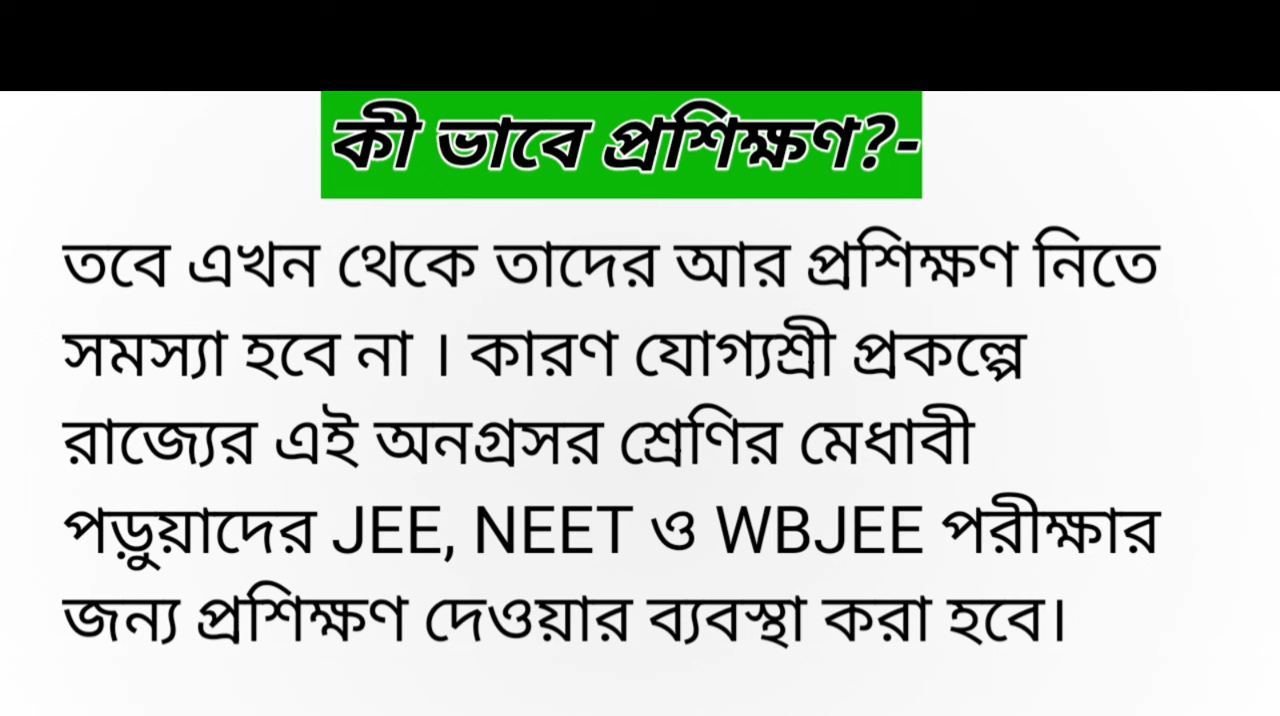 কী ভাবে প্রশিক্ষণ?-
তবে এখন থেকে তাদের আর প্রশিক্ষণ নিতে
সমস্যা হবে না । কারণ যোগ্যশ্রী প্রকল্পে
রাজ্যের এই অনগ্রসর শ্রেণির মেধাবী
পড়ুয়াদের JEE, NEET ও WBJEE পরীক্ষার
জন্য প্রশিক্ষণ দেওয়ার ব্যবস্থা করা হবে।